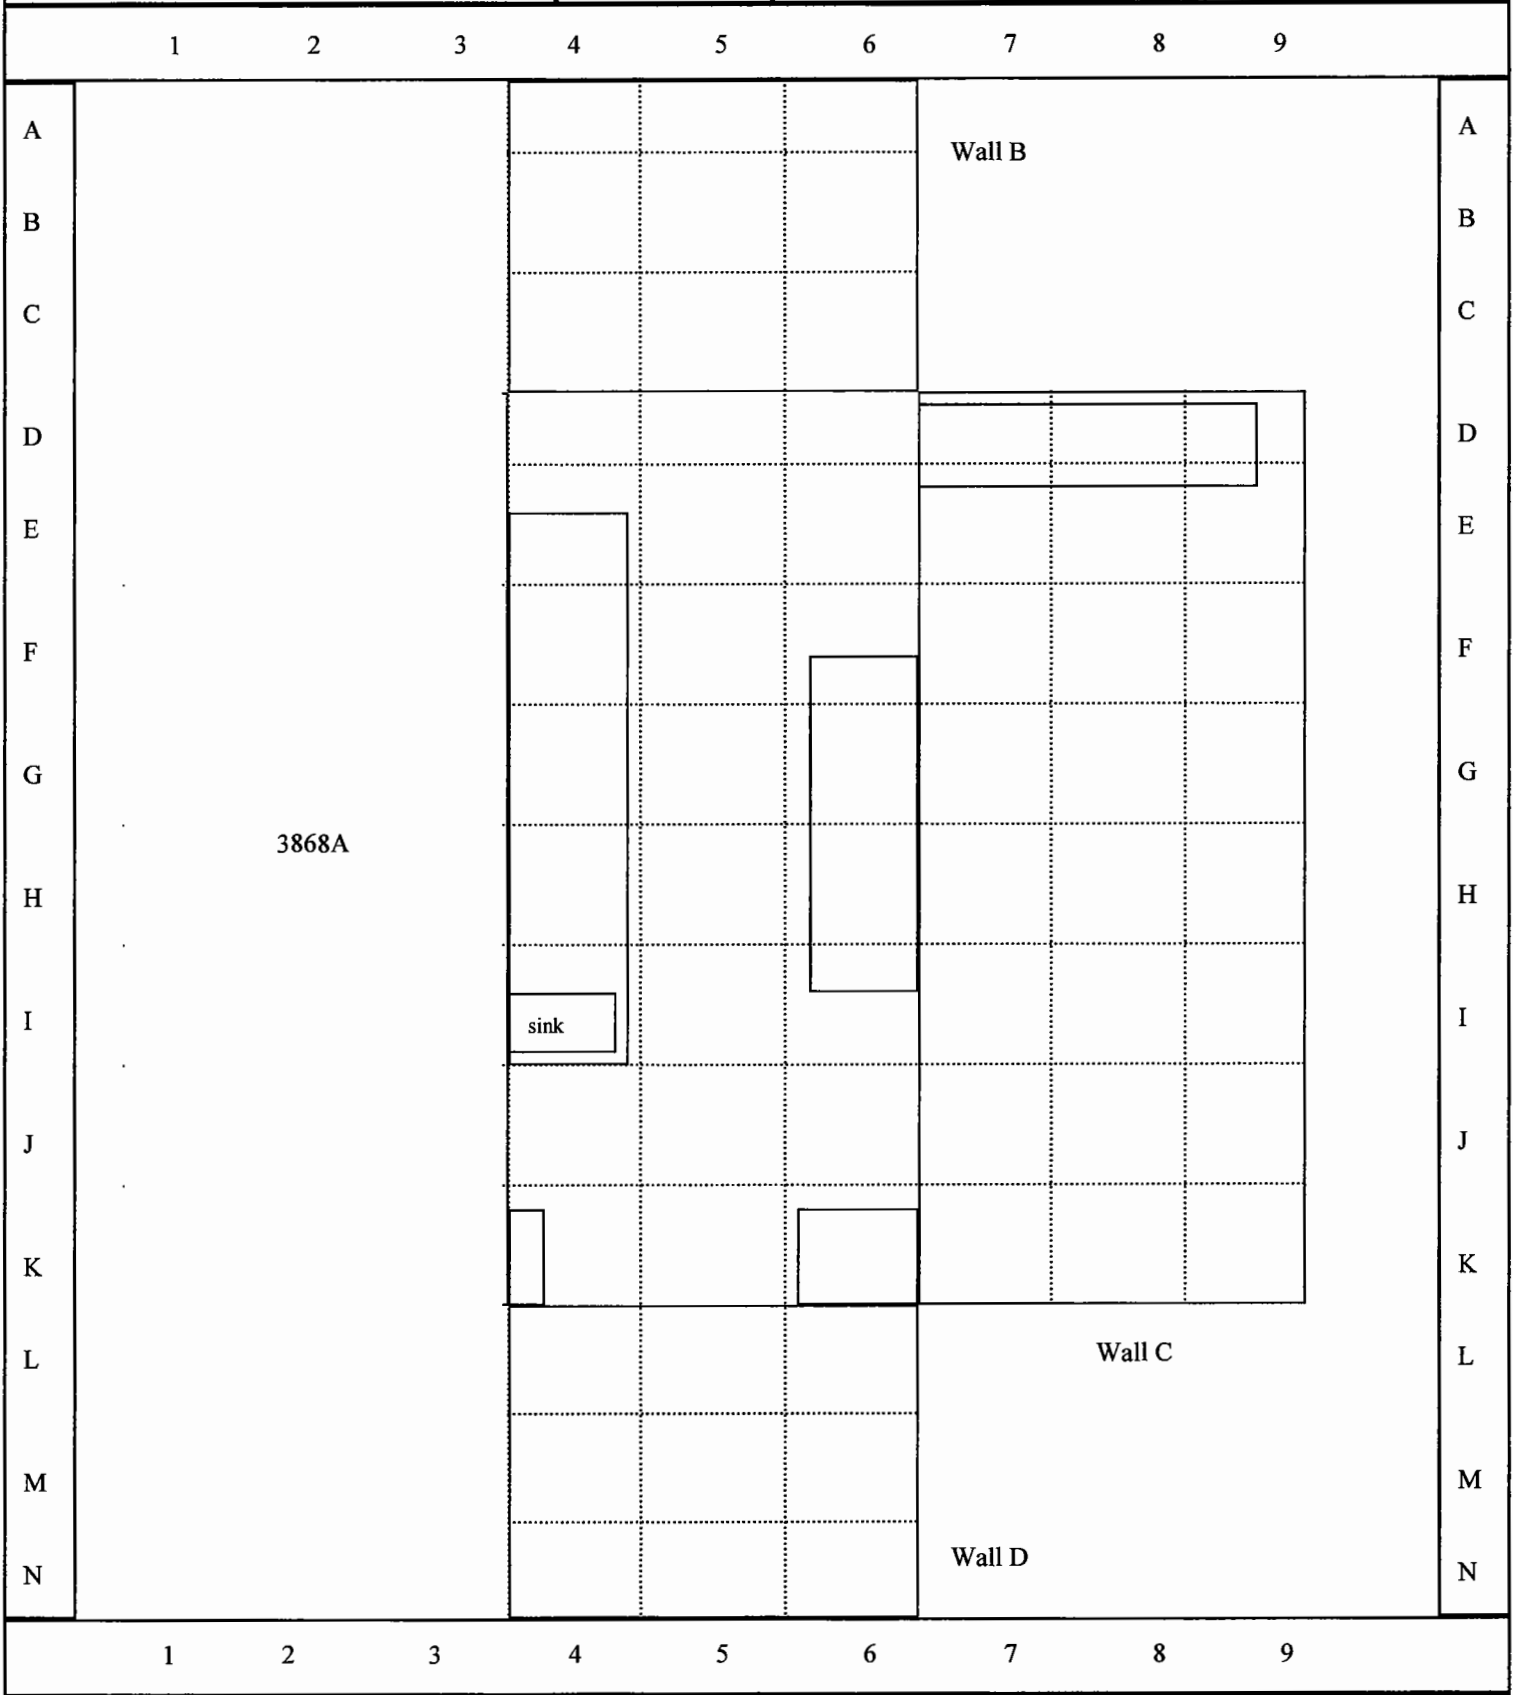 1 2 3 4 5 6 7 8 9
A A
Wall B
B B
C C
D D
E E
F F
G G
3868A
H H
I sink I
J J
K K
L Wall C L
M M
Wall D
N N
1 2 3 4 5 6 7 8 9